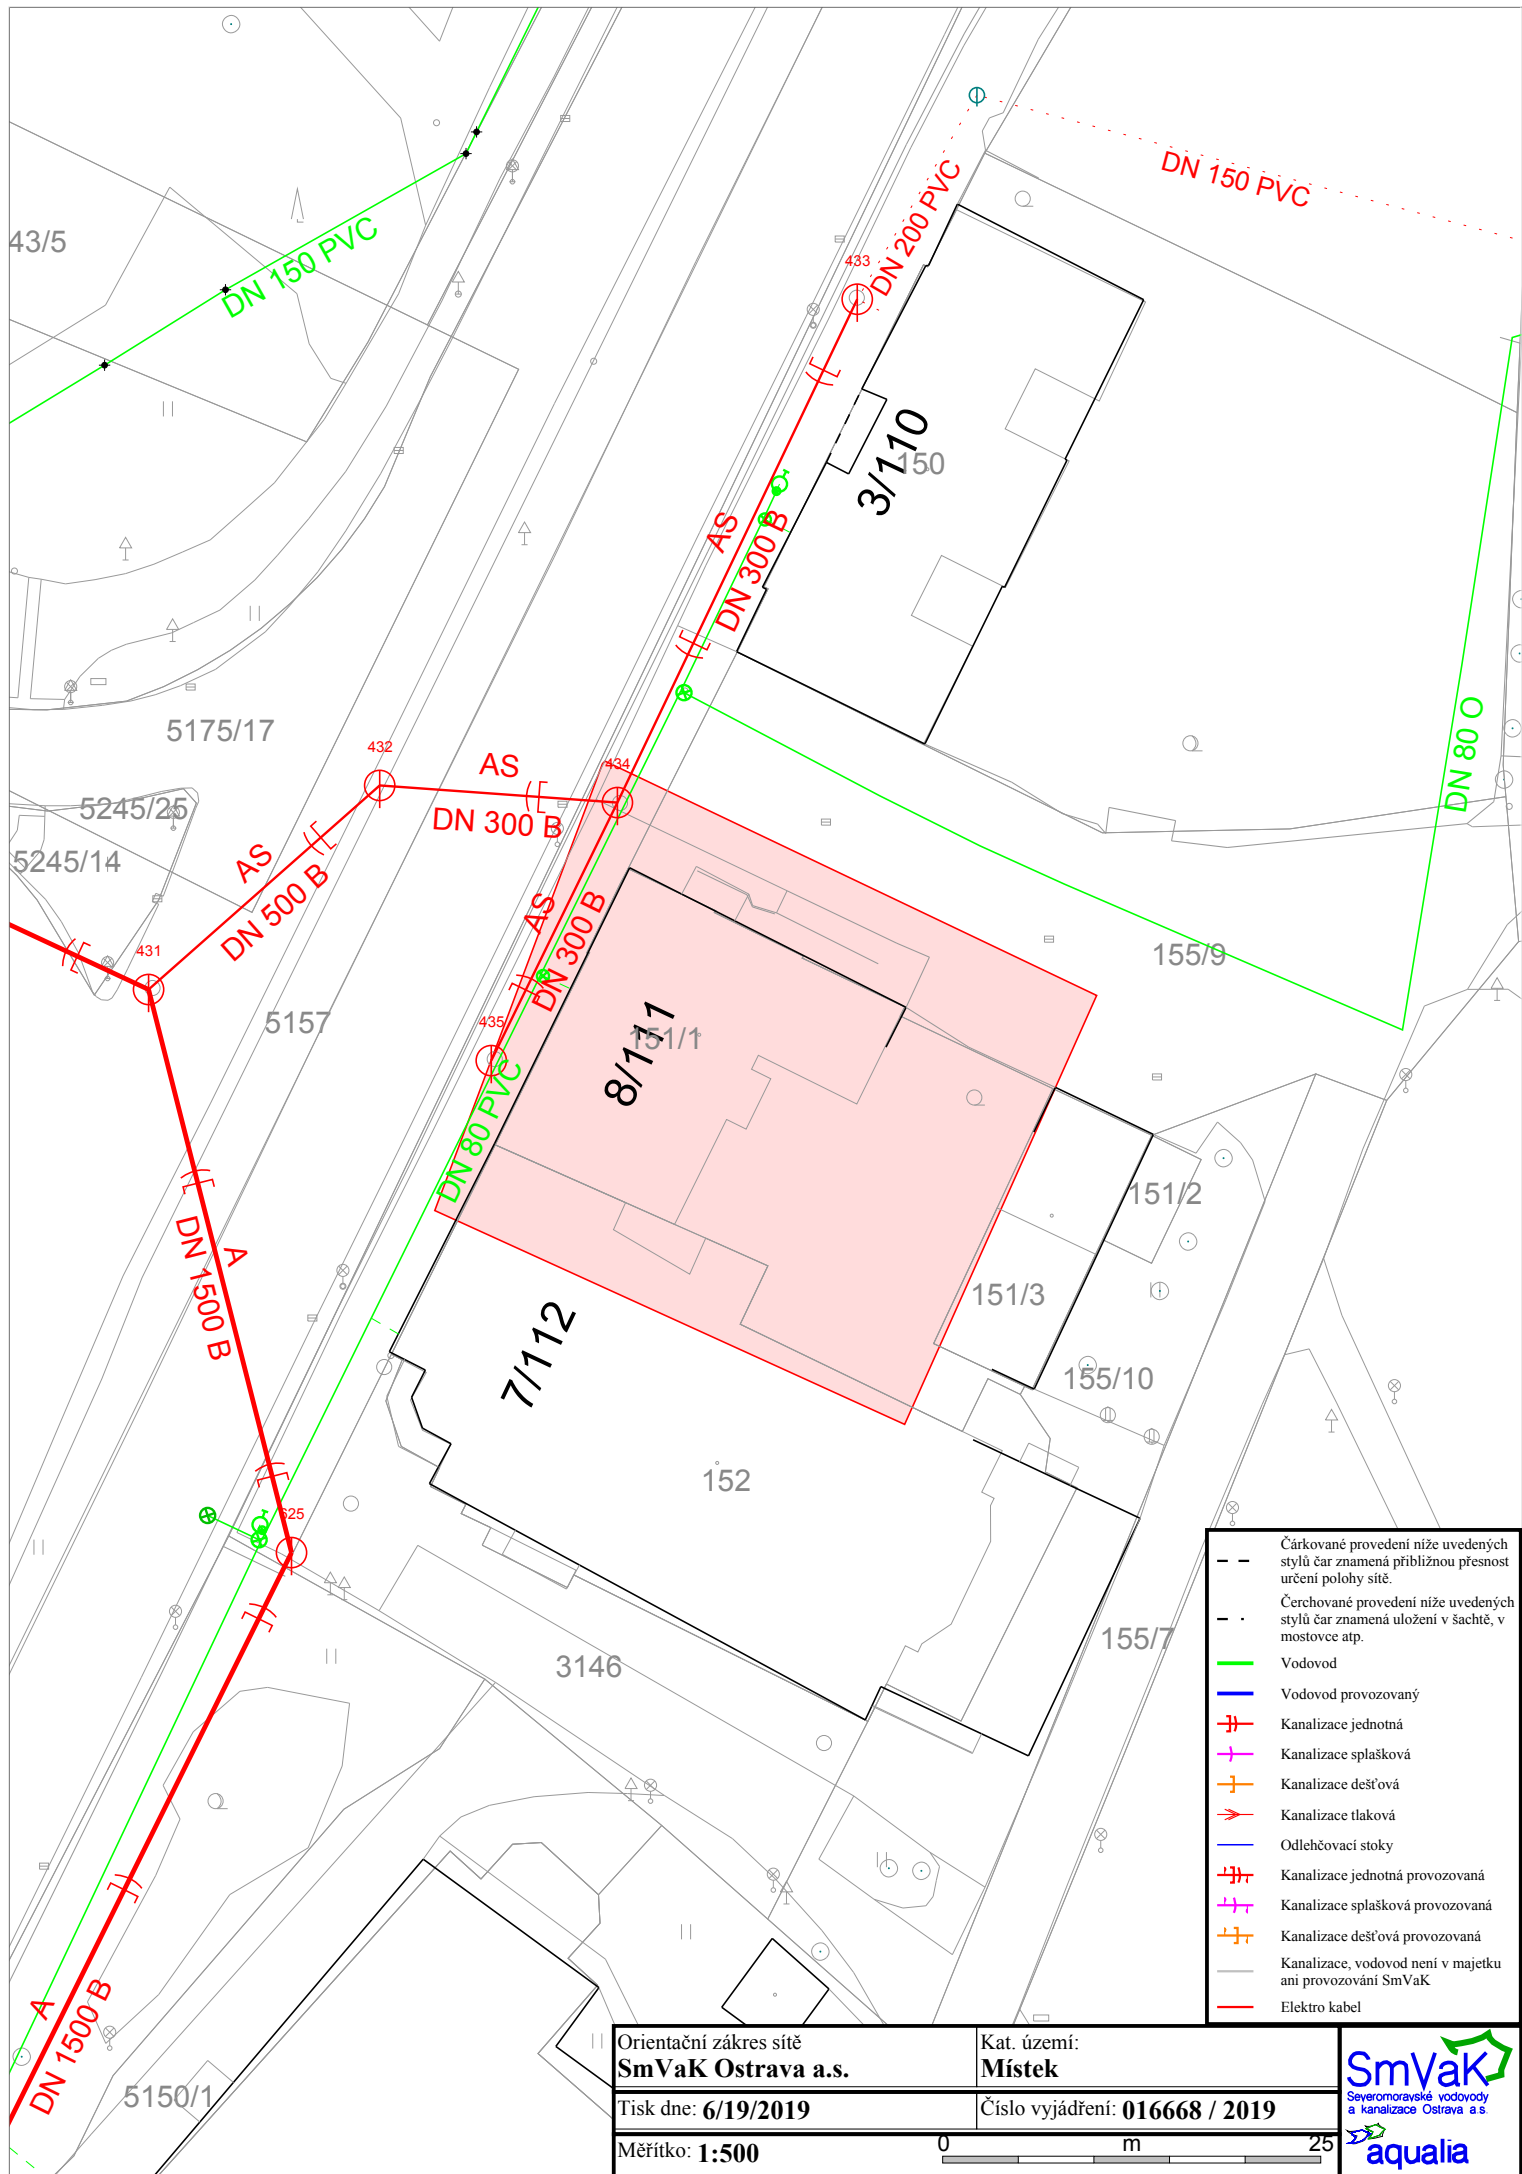 43/5
DN 150 PVC
DN 150 PVC
DN 200 PVC
433
3/110
150
AS
DN 300 B
5175/17
432
AS
434
DN 300 B
DN 80 O
5245/25
5245/14
AS
DN 500 B
431
AS
DN 300 B
155/9
5157
435
8/111
151/1
DN 80 PVC
151/2
A
DN 1500 B
151/3
7/112
155/10
152
625
3146
155/7
A
DN 1500 B
5150/1
Čárkované provedení níže uvedených
stylů čar znamená přibližnou přesnost
určení polohy sítě.
Čerchované provedení níže uvedených
stylů čar znamená uložení v šachtě, v
mostovce atp.
Vodovod
Vodovod provozovaný
Kanalizace jednotná
Kanalizace splašková
Kanalizace dešťová
Kanalizace tlaková
Odlehčovací stoky
Kanalizace jednotná provozovaná
Kanalizace splašková provozovaná
Kanalizace dešťová provozovaná
Kanalizace, vodovod není v majetku
ani provozování SmVaK
Elektro kabel
Orientační zákres sítě
SmVaK Ostrava a.s.
Kat. území:
Místek
Tisk dne: 6/19/2019
Číslo vyjádření: 016668 / 2019
Měřítko: 1:500
0 m 25
SmVaK
Severomoravské vodovody
a kanalizace Ostrava a.s.
aqualia